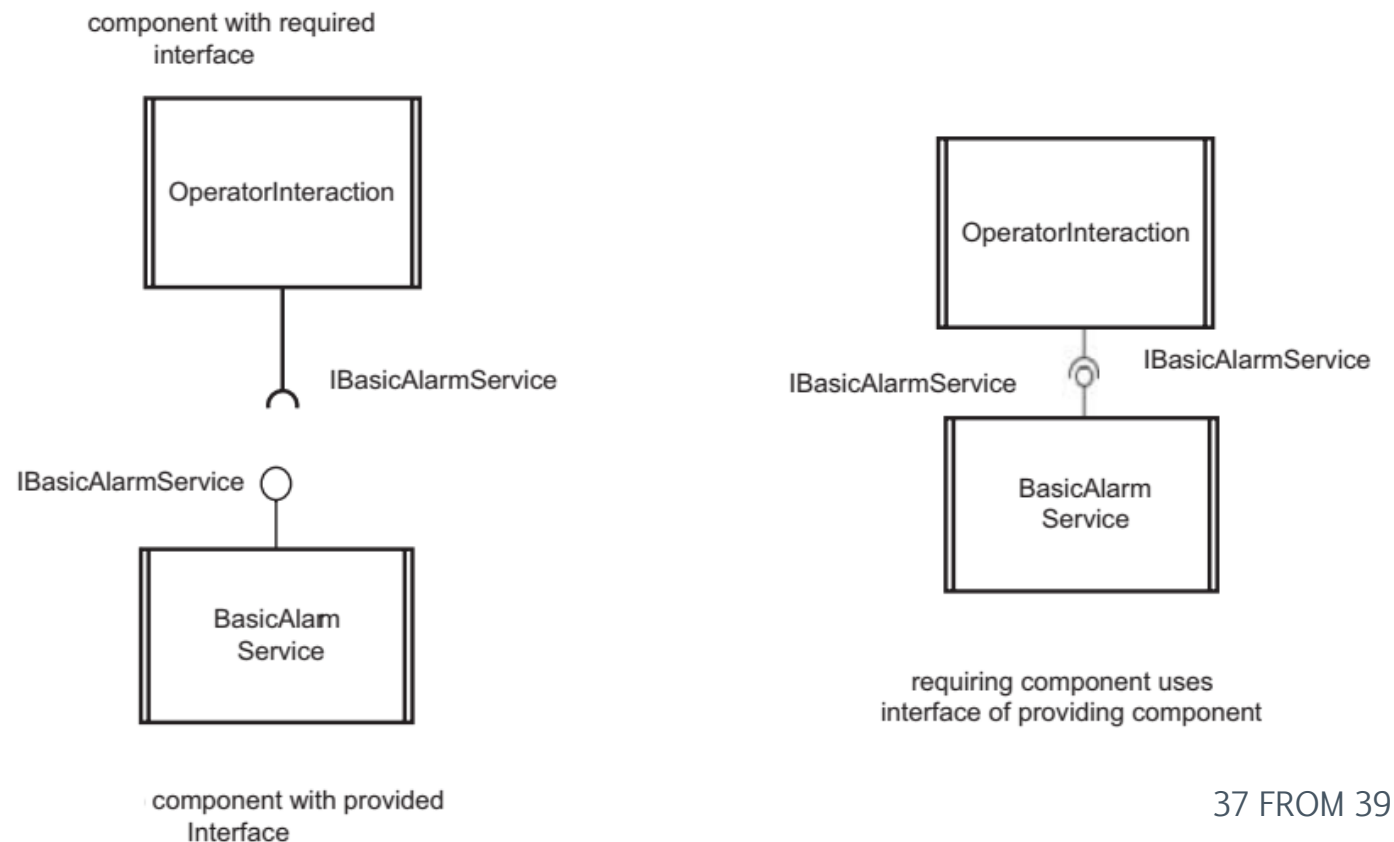 component with required
interface
OperatorInteraction
IBasicAlarmService
IBasicAlarmService
BasicAlarm
Service
component with provided
Interface
OperatorInteraction
IBasicAlarmService
IBasicAlarmService
BasicAlarm
Service
requiring component uses
interface of providing component
37 FROM 39